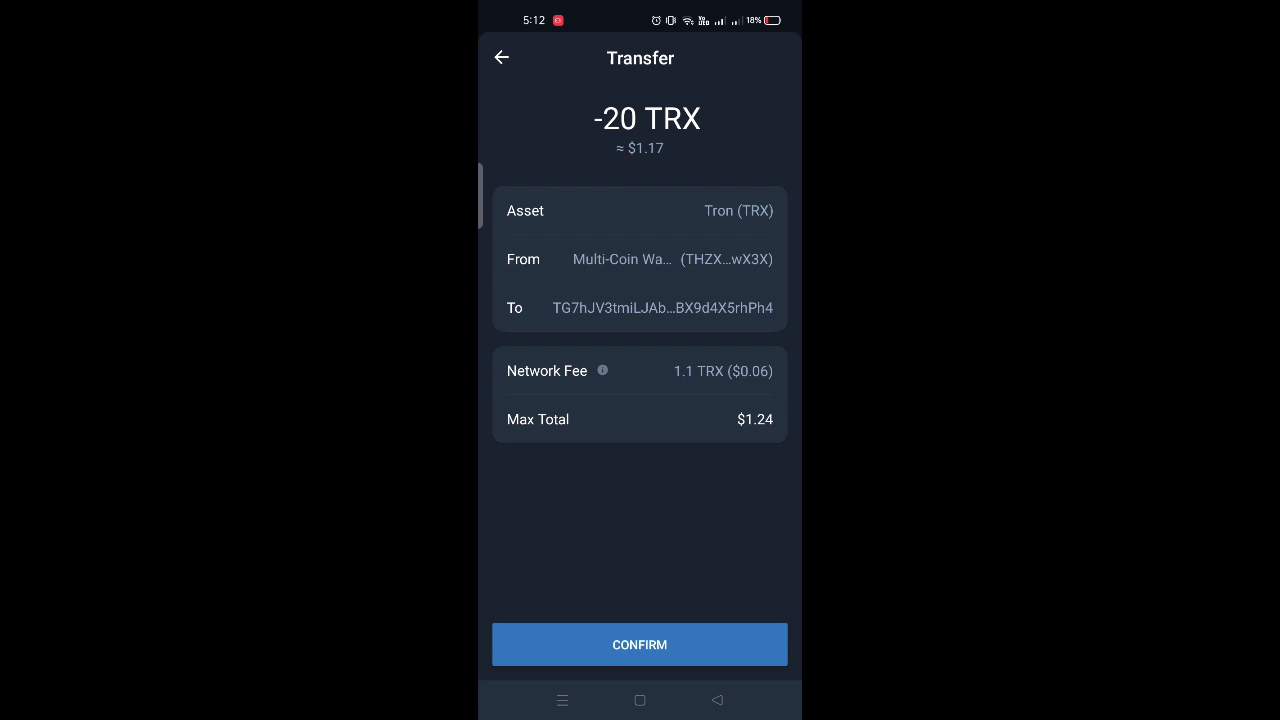 5:12 18%
Transfer
-20 TRX
≈ $1.17
Asset Tron (TRX)
From Multi-Coin Wa... (THZX...wX3X)
To TG7hJV3tmiLJAb...BX9d4X5rhPh4
Network Fee 1.1 TRX ($0.06)
Max Total $1.24
CONFIRM